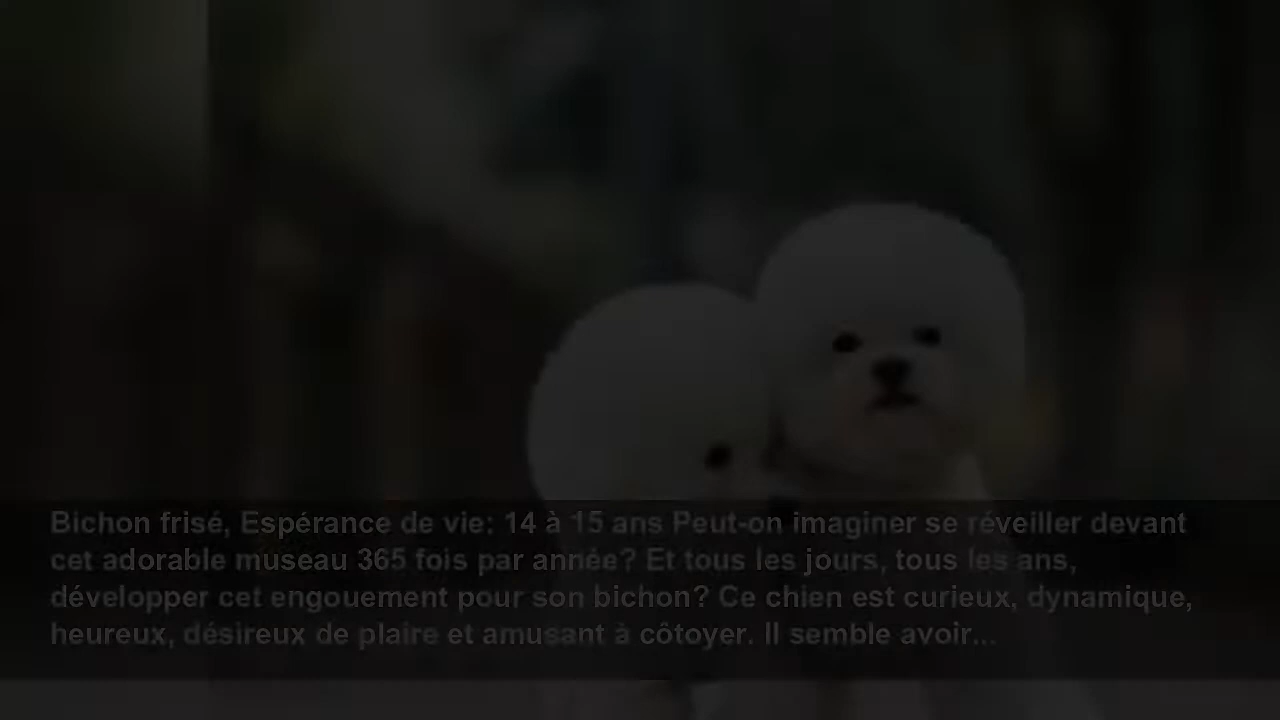 Bichon frisé, Espérance de vie: 14 à 15 ans Peut-on imaginer se réveiller devant
cet adorable museau 365 fois par année? Et tous les jours, tous les ans,
développer cet engouement pour son bichon? Ce chien est curieux, dynamique,
heureux, désireux de plaire et amusant à côtoyer. Il semble avoir...